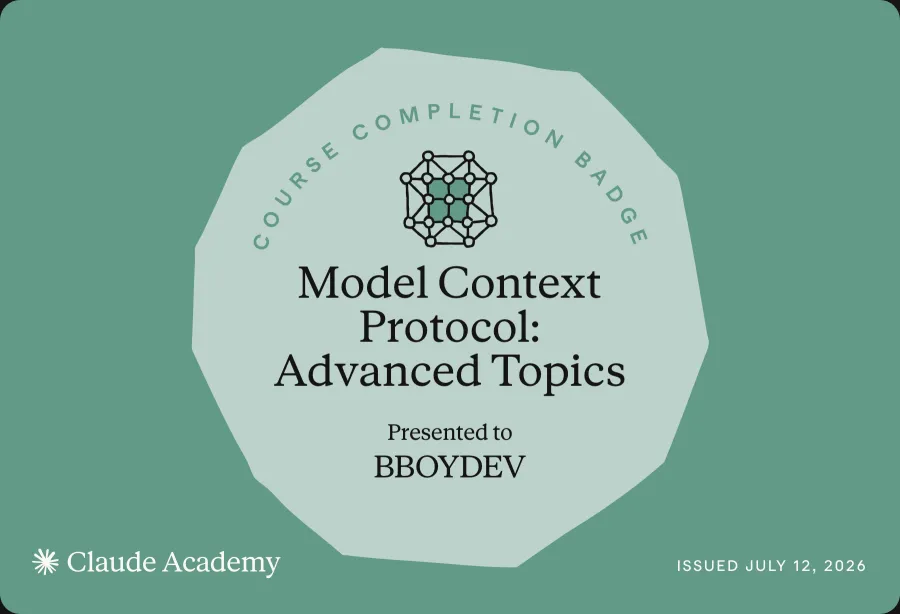 COURSE COMPLETION BADGE
Model Context
Protocol:
Advanced Topics
Presented to
BBOYDEV
Claude Academy
ISSUED JULY 12, 2026